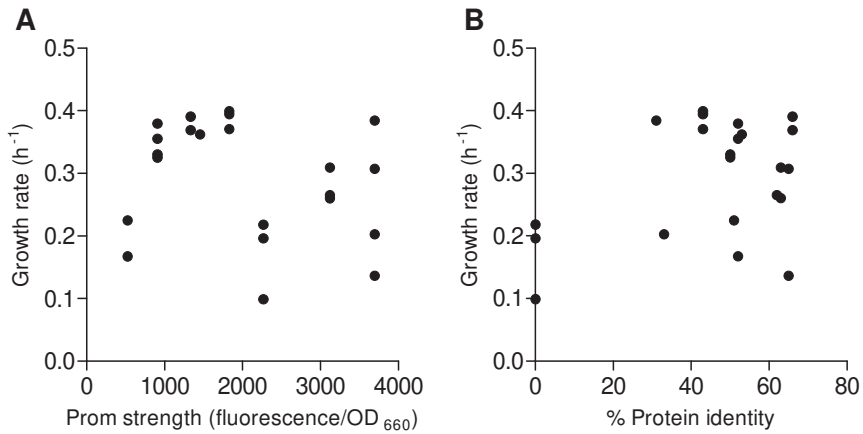 A
Growth rate (h-1)
0.5
0.4
0.3
0.2
0.1
0.0
0 1000 2000 3000 4000
Prom strength (fluorescence/OD 660)
B
Growth rate (h-1)
0.5
0.4
0.3
0.2
0.1
0.0
0 20 40 60 80
% Protein identity